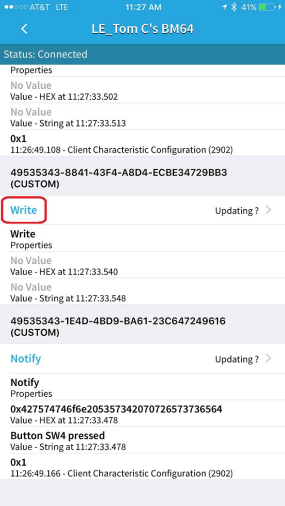 AT&T LTE 11:27 AM 41%
LE_Tom C's BM64
Status: Connected
Properties
No Value
Value - HEX at 11:27:33.502
No Value
Value - String at 11:27:33.513
0x1
11:26:49.108 - Client Characteristic Configuration (2902)
49535343-8841-43F4-A8D4-ECBE34729BB3
(CUSTOM)
Write Updating ?
Write
Properties
No Value
Value - HEX at 11:27:33.540
No Value
Value - String at 11:27:33.548
49535343-1E4D-4BD9-BA61-23C647249616
(CUSTOM)
Notify Updating ?
Notify
Properties
0x427574746f6e20535734207072657373736564
Value - HEX at 11:27:33.478
Button SW4 pressed
Value - String at 11:27:33.478
0x1
11:26:49.166 - Client Characteristic Configuration (2902)